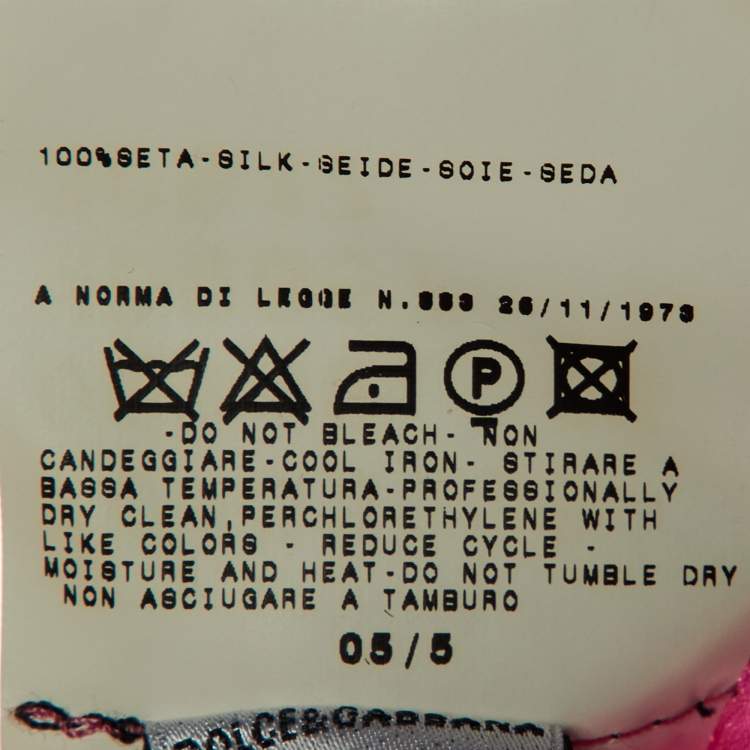 100%SETA-SILK-SEIDE-SOIE-SEDA
A NORMA DI LEGGE N.883 26/11/1973
P
-DO NOT BLEACH- NON
CANDEGGIARE-COOL IRON- STIRARE A
BASSA TEMPERATURA-PROFESSIONALLY
DRY CLEAN,PERCHLORETHYLENE WITH
LIKE COLORS - REDUCE CYCLE -
MOISTURE AND HEAT-DO NOT TUMBLE DRY
NON ASCIUGARE A TAMBURO
05/5
DOLCE&GABBANA